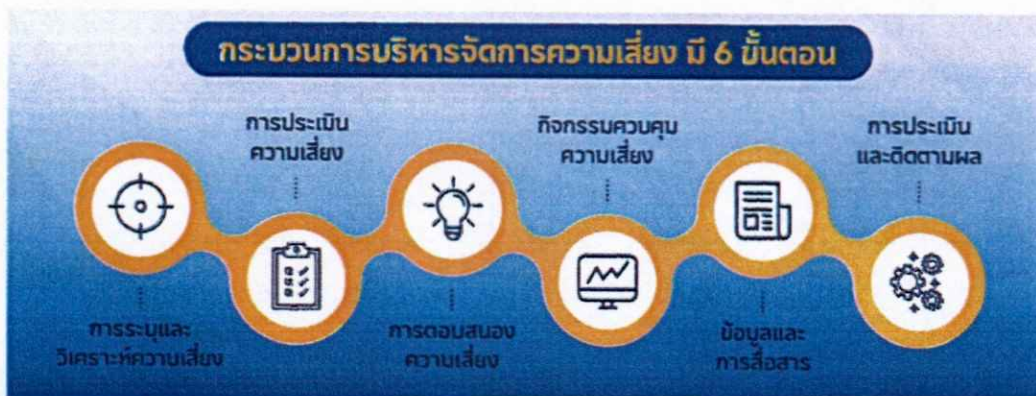 กระบวนการบริหารจัดการความเสี่ยง มี 6 ขั้นตอน
การระบุและ
วิเคราะห์ความเสี่ยง
การประเมิน
ความเสี่ยง
การตอบสนอง
ความเสี่ยง
กิจกรรมควบคุม
ความเสี่ยง
ข้อมูลและ
การสื่อสาร
การประเมิน
และติดตามผล